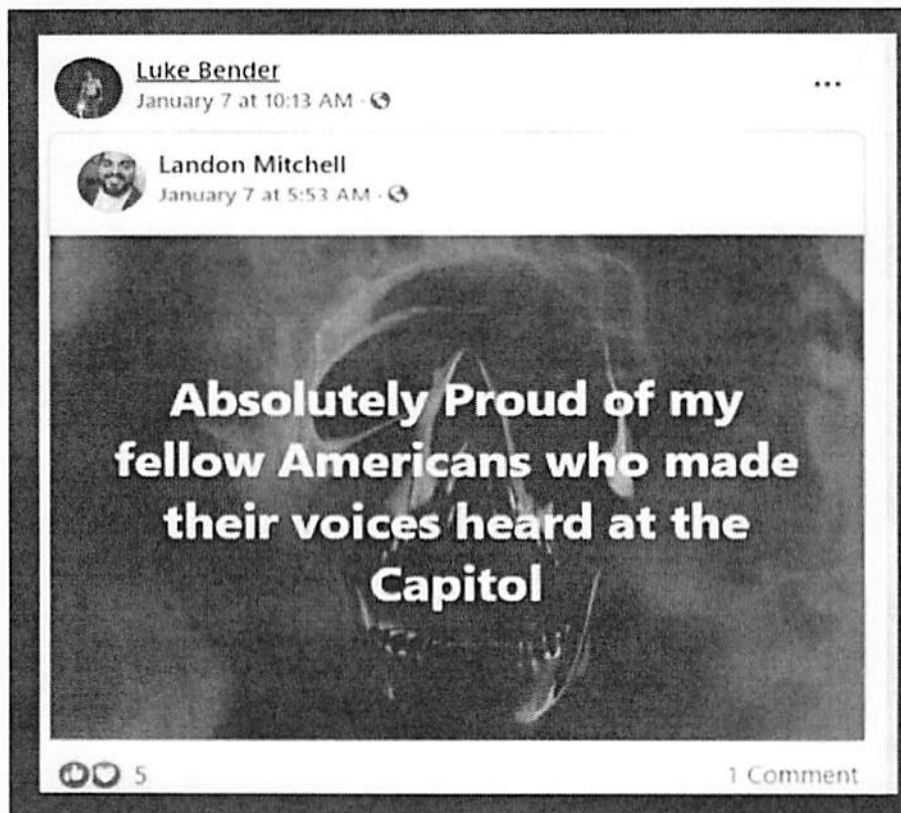 Luke Bender
January 7 at 10:13 AM ·
Landon Mitchell
January 7 at 5:53 AM ·
Absolutely Proud of my
fellow Americans who made
their voices heard at the
Capitol
5
1 Comment